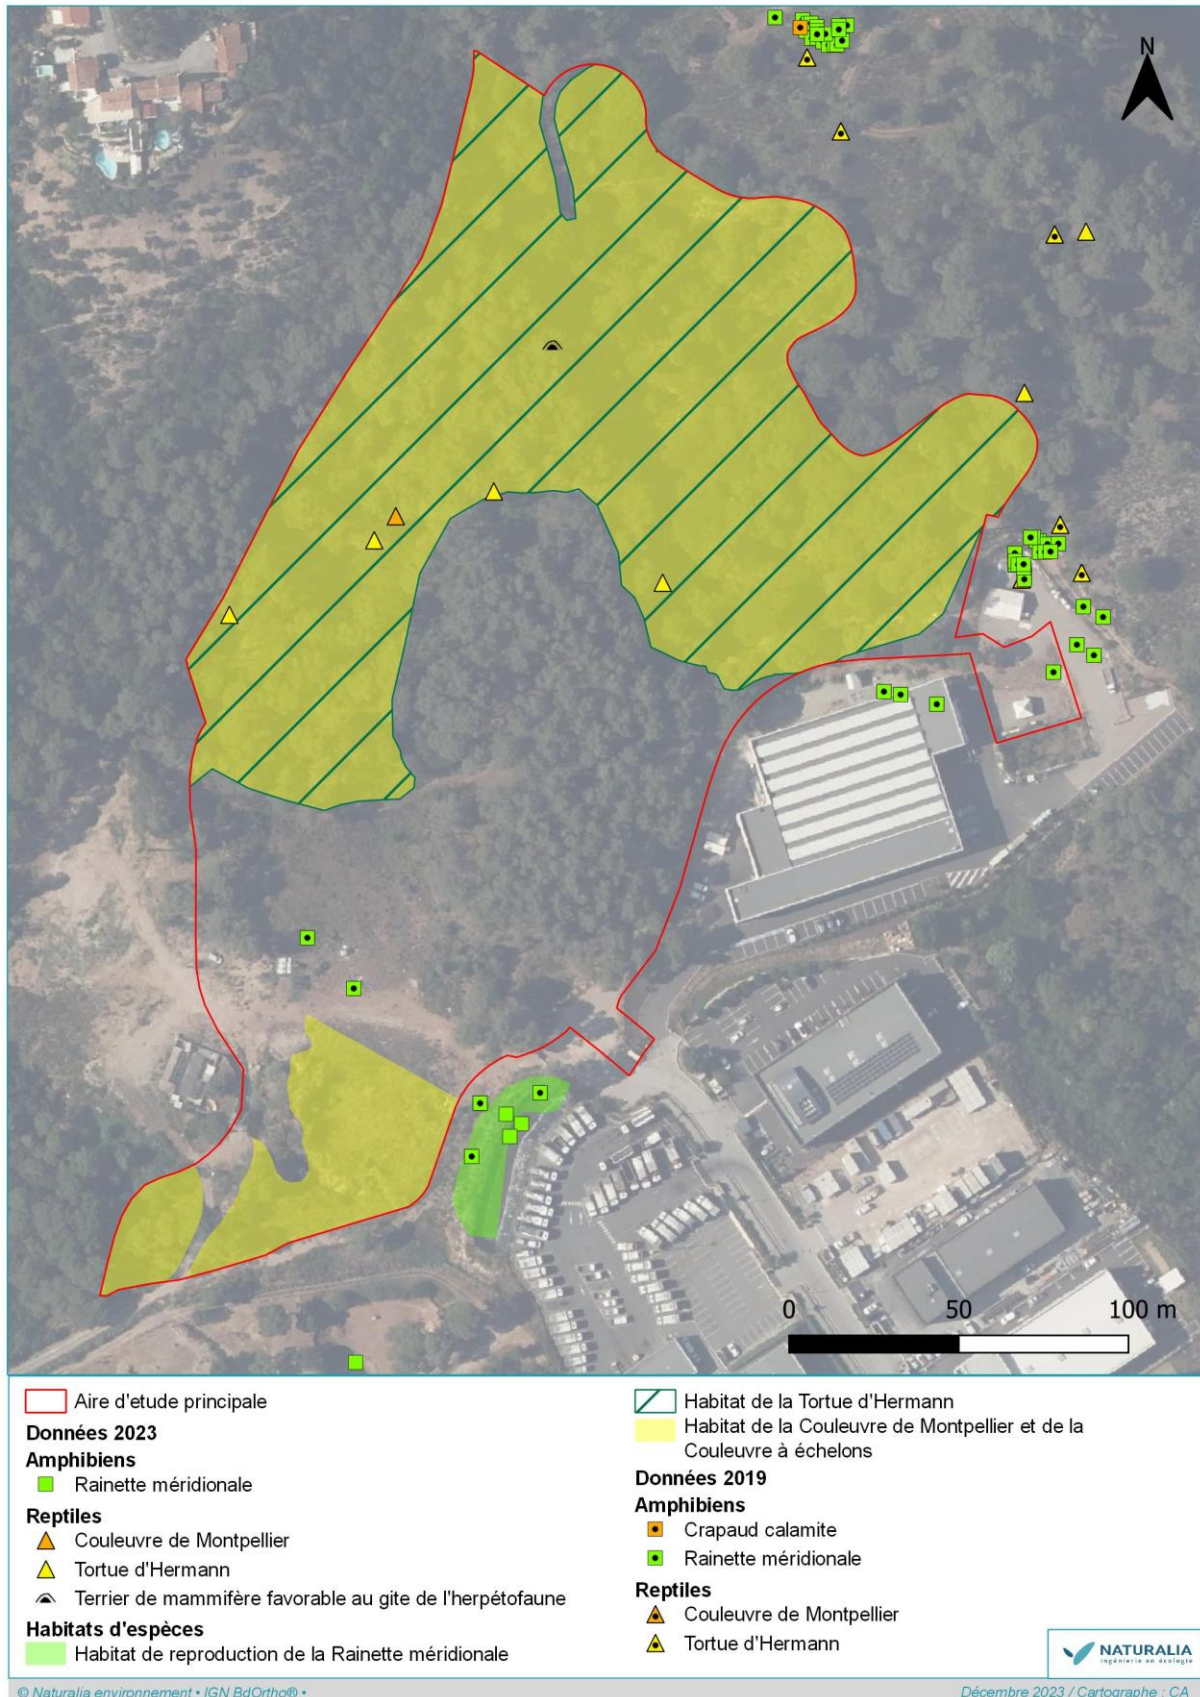 N
0 50 100 m
Aire d'etude principale
Données 2023
Amphibiens
Rainette méridionale
Reptiles
Couleuvre de Montpellier
Tortue d'Hermann
Terrier de mammifère favorable au gite de l'herpétofaune
Habitats d'espèces
Habitat de reproduction de la Rainette méridionale
Habitat de la Tortue d'Hermann
Habitat de la Couleuvre de Montpellier et de la
Couleuvre à échelons
Données 2019
Amphibiens
Crapaud calamite
Rainette méridionale
Reptiles
Couleuvre de Montpellier
Tortue d'Hermann
NATURALIA
ingénierie en écologie
© Naturalia environnement • IGN BdOrtho® •
Décembre 2023 / Cartographe : CA